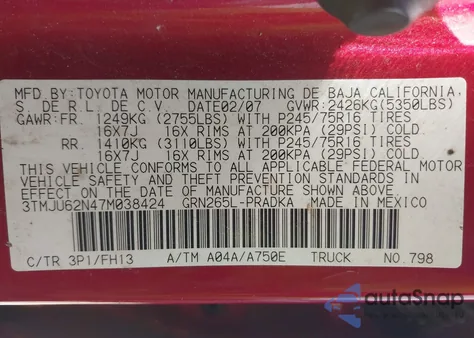 MFD.BY:TOYOTA MOTOR MANUFACTURING DE BAJA CALIFORNIA
S. DE R.L. DE C.V. DATE02/07 GVWR:2426KG(5350LBS)
GAWR:FR. 1249KG (2755LBS) WITH P245/75R16 TIRES
16X7J 16X RIMS AT 200KPA (29PSI) COLD.
RR. 1410KG (3110LBS) WITH P245/75R16 TIRES
16X7J 16X RIMS AT 200KPA (29PSI) COLD.
THIS VEHICLE CONFORMS TO ALL APPLICABLE FEDERAL MOTOR
VEHICLE SAFETY STANDARDS IN EFFECT ON THE
DATE OF MANUFACTURE SHOWN ABOVE.
3TMJU62N47M038424 GRN265L-PRADKA MADE IN MEXICO
C/TR 3P1/FH13 A/TM A04A/A750E TRUCK NO.798
autoSnap